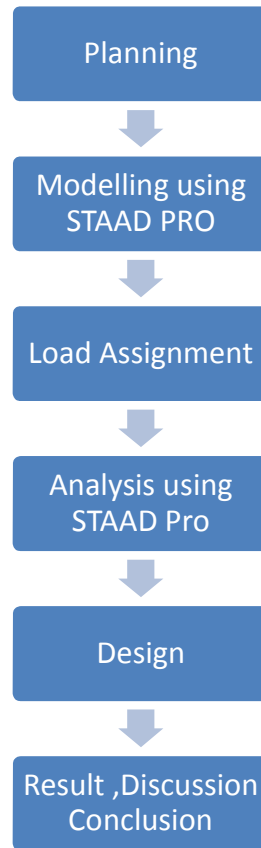 Planning
Modelling using
STAAD PRO
Load Assignment
Analysis using
STAAD Pro
Design
Result ,Discussion
Conclusion